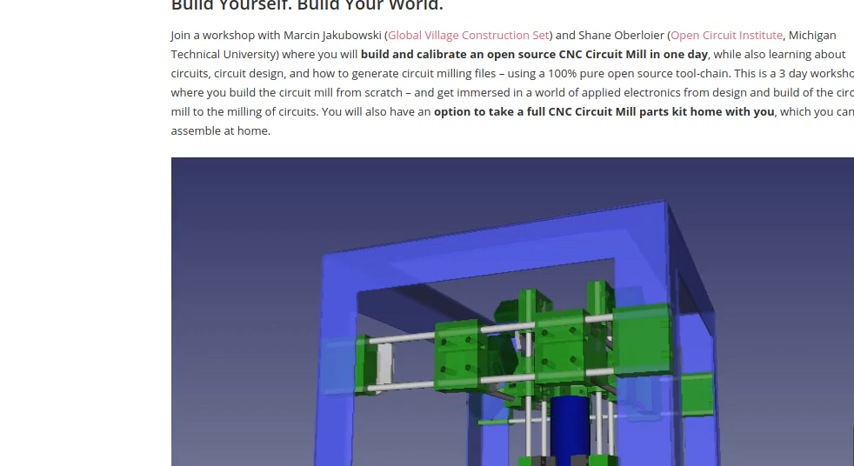 Build Yourself. Build Your World.
Join a workshop with Marcin Jakubowski (Global Village Construction Set) and Shane Oberloier (Open Circuit Institute, Michigan
Technical University) where you will build and calibrate an open source CNC Circuit Mill in one day, while also learning about
circuits, circuit design, and how to generate circuit milling files – using a 100% pure open source tool-chain. This is a 3 day
where you build the circuit mill from scratch – and get immersed in a world of applied electronics from design and build of the
mill to the milling of circuits. You will also have an option to take a full CNC Circuit Mill parts kit home with you, which you can
assemble at home.